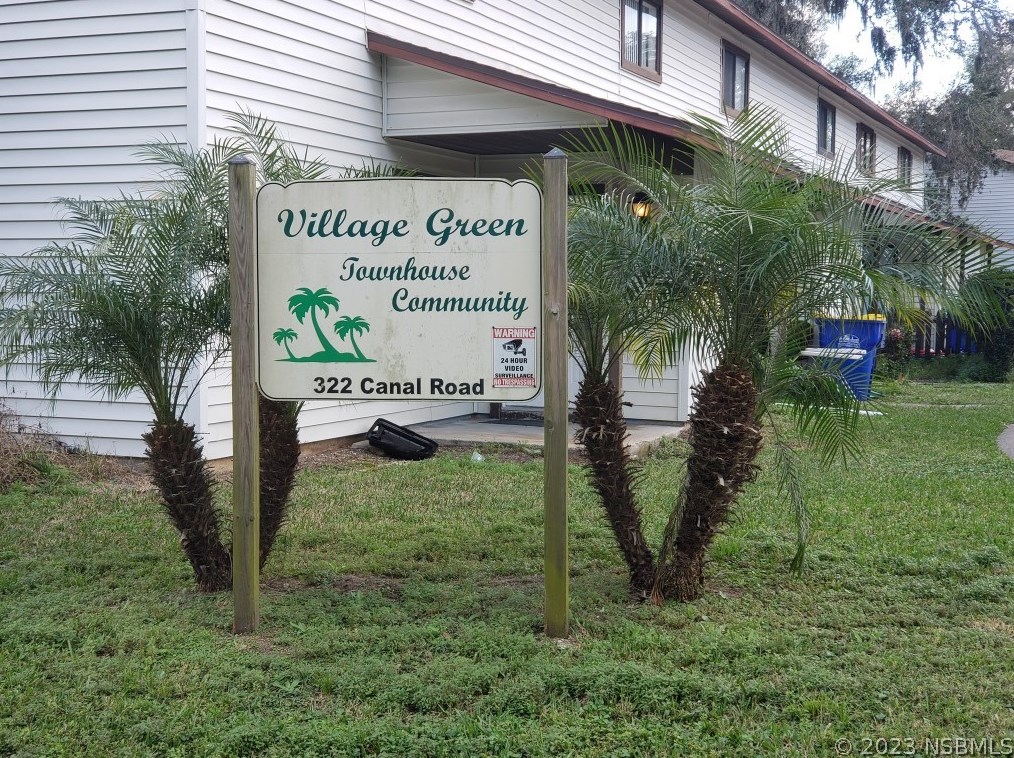 Village Green
Townhouse
Community
WARNING
24 HOUR
VIDEO
SURVEILLANCE
NO TRESPASSING
322 Canal Road
© 2023 NSBMLS